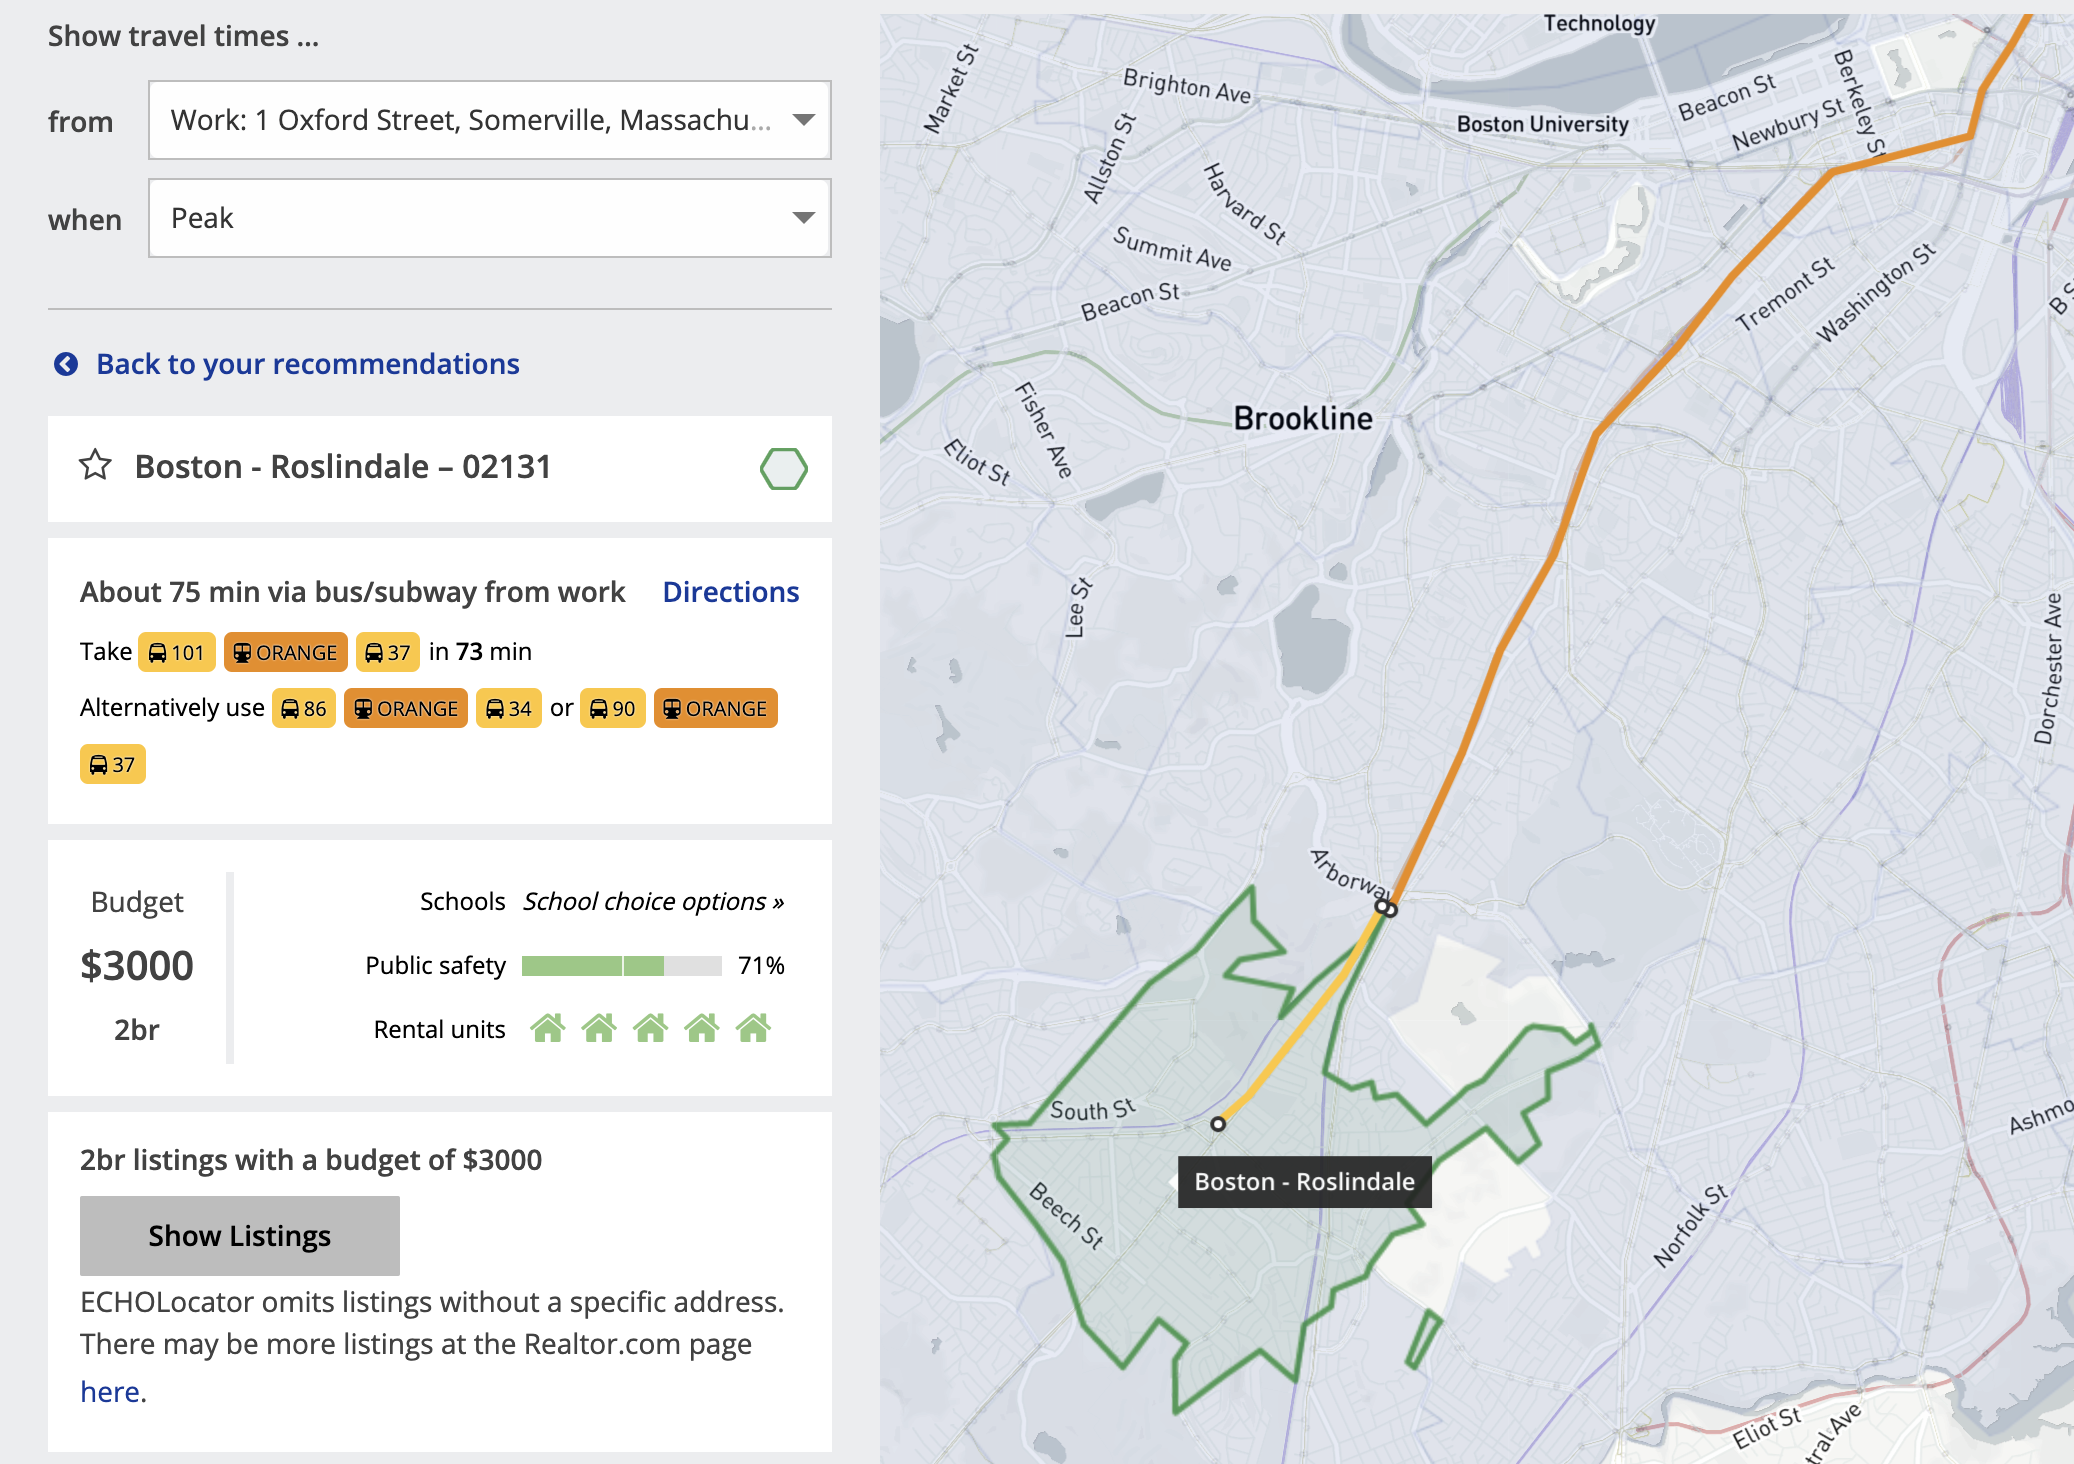 Show travel times ...
from
Work: 1 Oxford Street, Somerville, Massachu...
when
Peak
Back to your recommendations
Boston - Roslindale – 02131
About 75 min via bus/subway from work
Directions
Take 101 ORANGE 37 in 73 min
Alternatively use 86 ORANGE 34 or 90 ORANGE
37
Budget
$3000
2br
Schools School choice options »
Public safety 71%
Rental units
2br listings with a budget of $3000
Show Listings
ECHOLocator omits listings without a specific address.
There may be more listings at the Realtor.com page
here.
Technology
Market St
Brighton Ave
Boston University
Beacon St
Berkeley St
Newbury St
Allston St
Harvard St
Summit Ave
Beacon St
Tremont St
Washington St
B S
Fisher Ave
Brookline
Eliot St
Lee St
Dorchester Ave
Arborway
South St
Ashmo
Boston - Roslindale
Beech St
Norfolk St
Eliot St
tral Ave